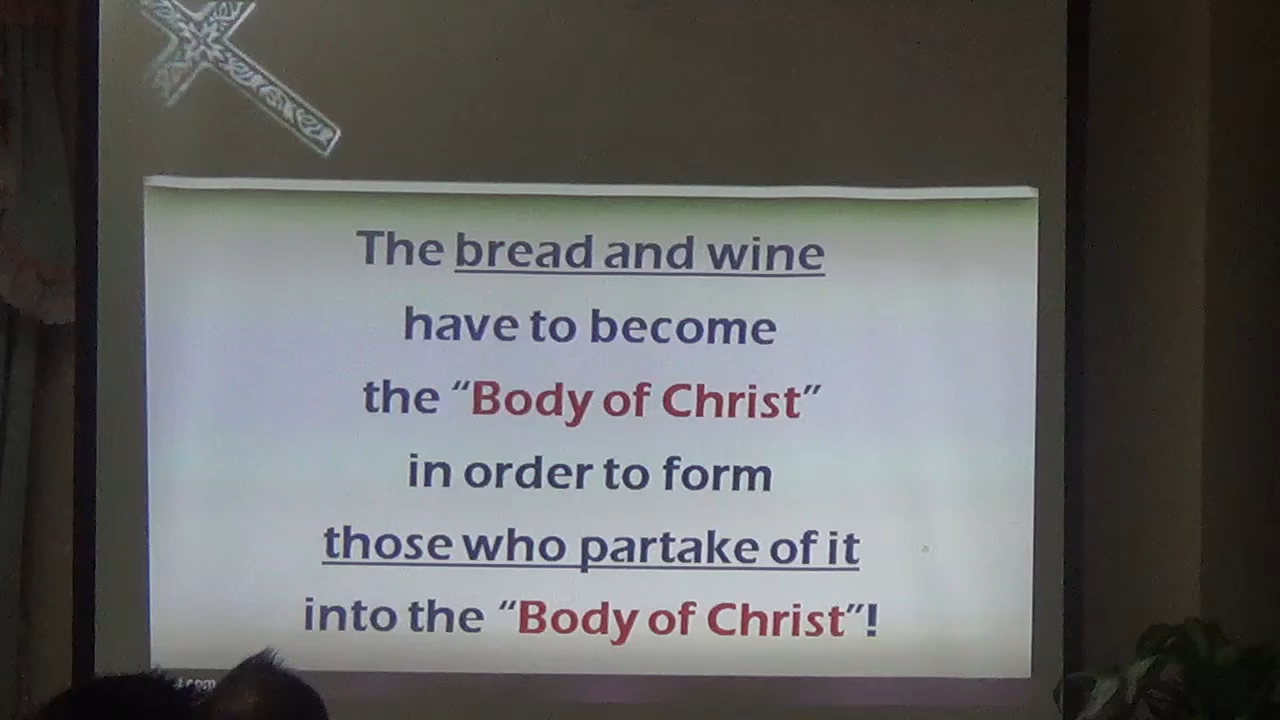 The bread and wine
have to become
the “Body of Christ”
in order to form
those who partake of it
into the “Body of Christ”!